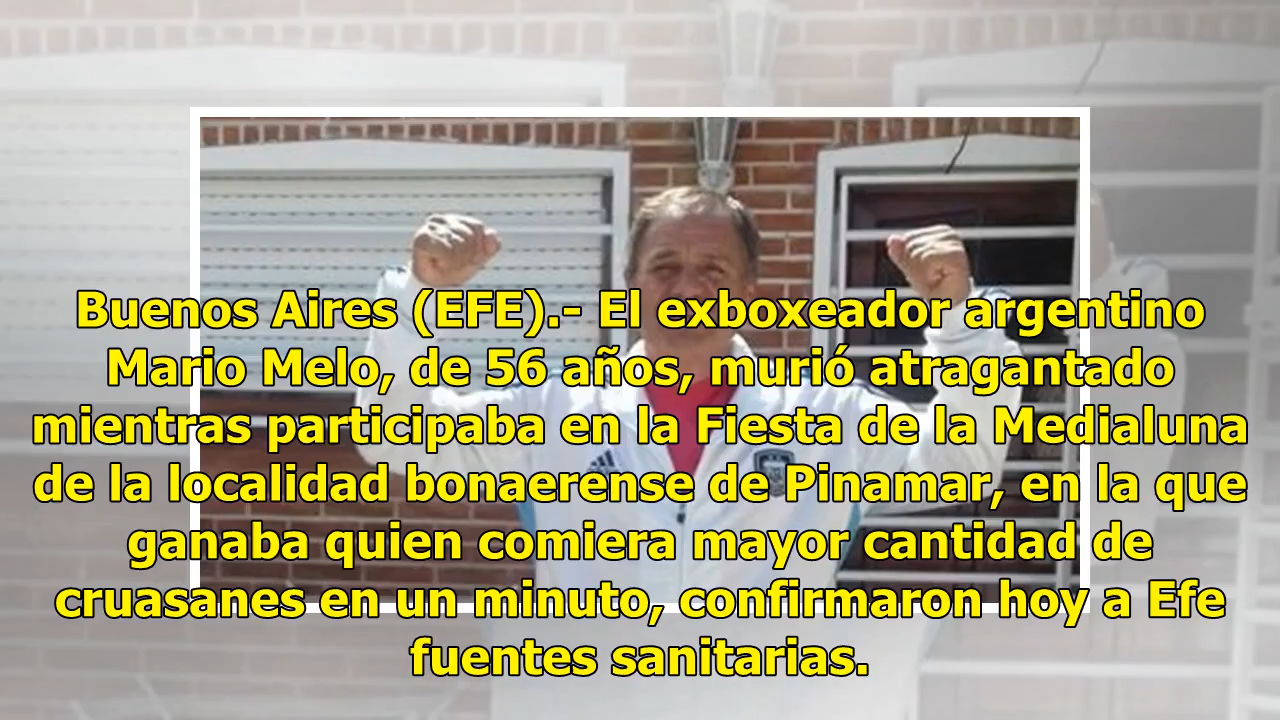 Buenos Aires (EFE).- El exboxeador argentino
Mario Melo, de 56 años, murió atragantado
mientras participaba en la Fiesta de la Medialuna
de la localidad bonaerense de Pinamar, en la que
ganaba quien comiera mayor cantidad de
cruasanes en un minuto, confirmaron hoy a Efe
fuentes sanitarias.